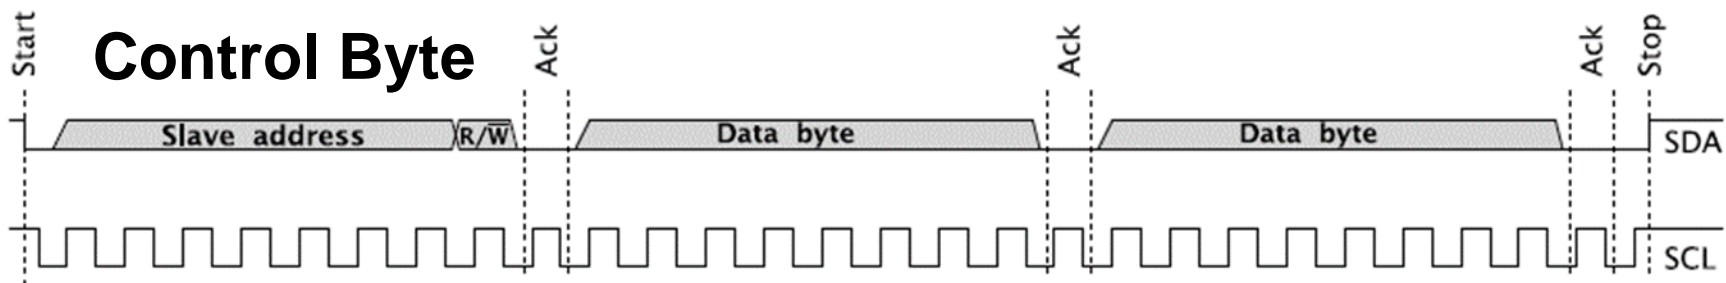 Start
Control Byte
Ack
Ack
Ack
Stop
Slave address
R/W̅
Data byte
Data byte
SDA
SCL